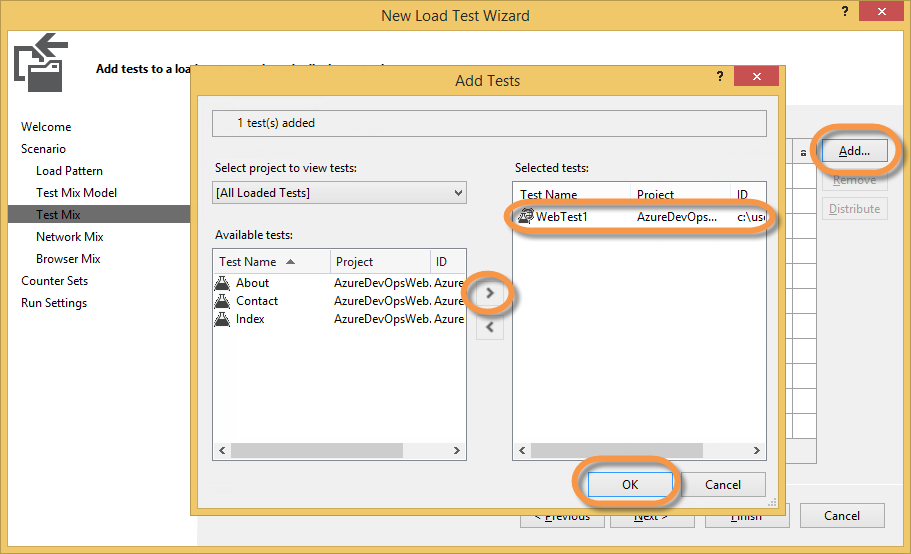 New Load Test Wizard
?
Add tests to a loa
Add Tests
?
1 test(s) added
Welcome
Scenario
Load Pattern
Test Mix Model
Test Mix
Network Mix
Browser Mix
Counter Sets
Run Settings
Select project to view tests:
[All Loaded Tests]
Available tests:
Test Name Project ID
About AzureDevOpsWeb. Azure
Contact AzureDevOpsWeb. Azure
Index AzureDevOpsWeb. Azure
Selected tests:
Test Name Project ID
WebTest1 AzureDevOps... c:\use
Add...
Remove
Distribute
OK
Cancel
< Previous
Next >
Finish
Cancel